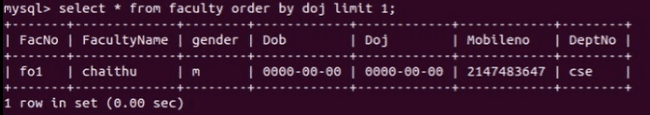 mysql> select * from faculty order by doj limit 1;
+-------+-------------+--------+------------+------------+------------+--------+
| FacNo | FacultyName | gender | Dob | Doj | Mobileno | DeptNo |
+-------+-------------+--------+------------+------------+------------+--------+
| fo1 | chaithu | m | 0000-00-00 | 0000-00-00 | 2147483647 | cse |
+-------+-------------+--------+------------+------------+------------+--------+
1 row in set (0.00 sec)